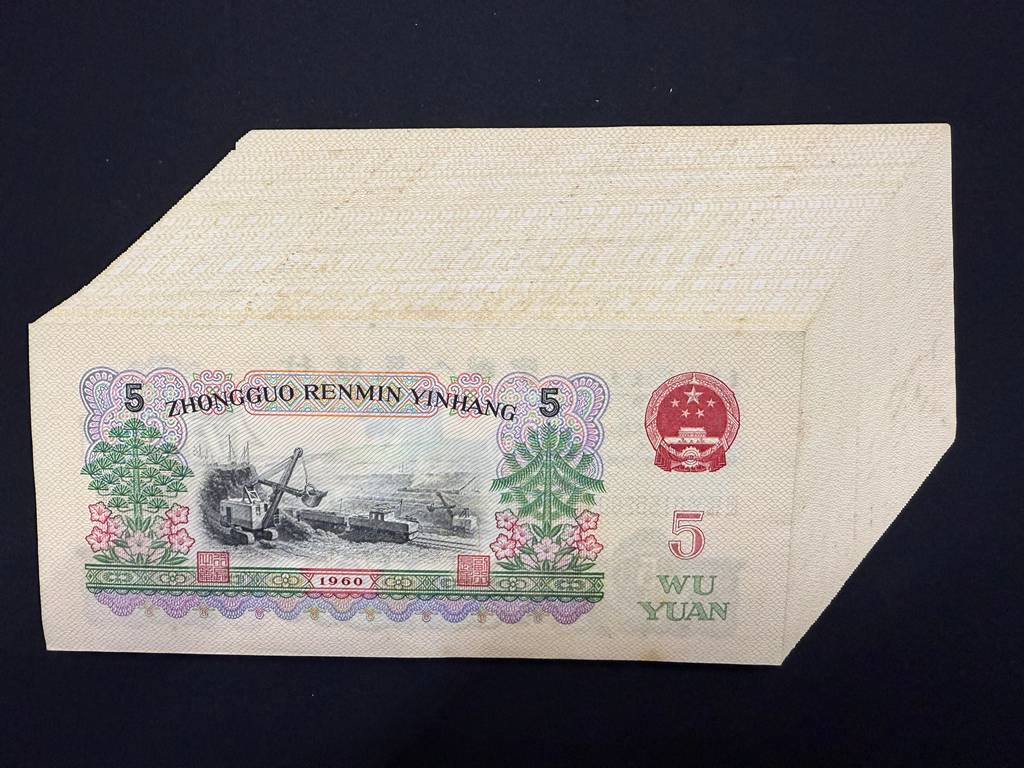 5 ZHONGGUO RENMIN YINHANG 5
1960
5
WU
YUAN